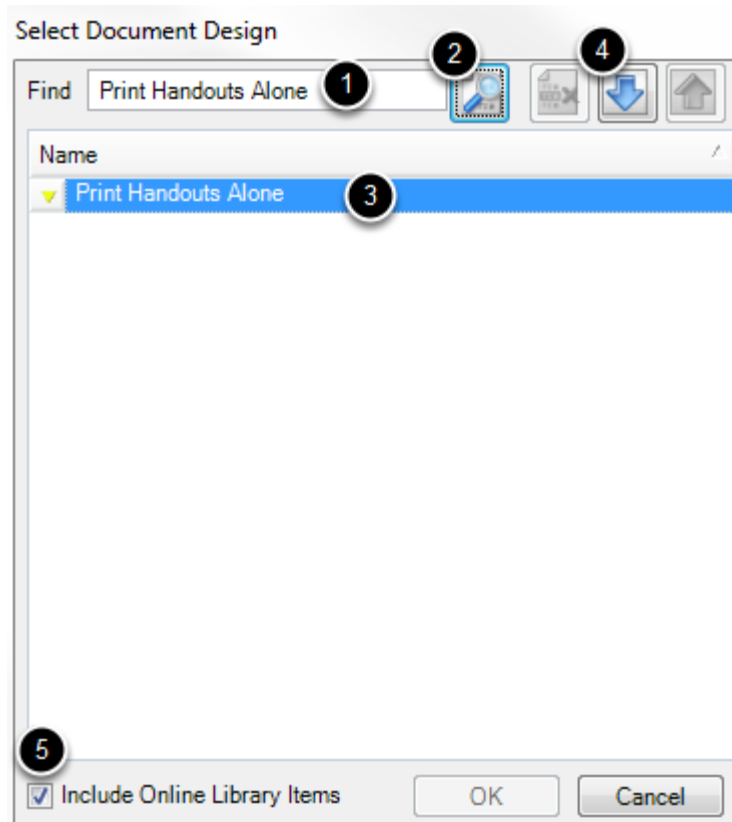 Select Document Design
2
4
Find Print Handouts Alone 1
Name
Print Handouts Alone 3
5
Include Online Library Items OK Cancel